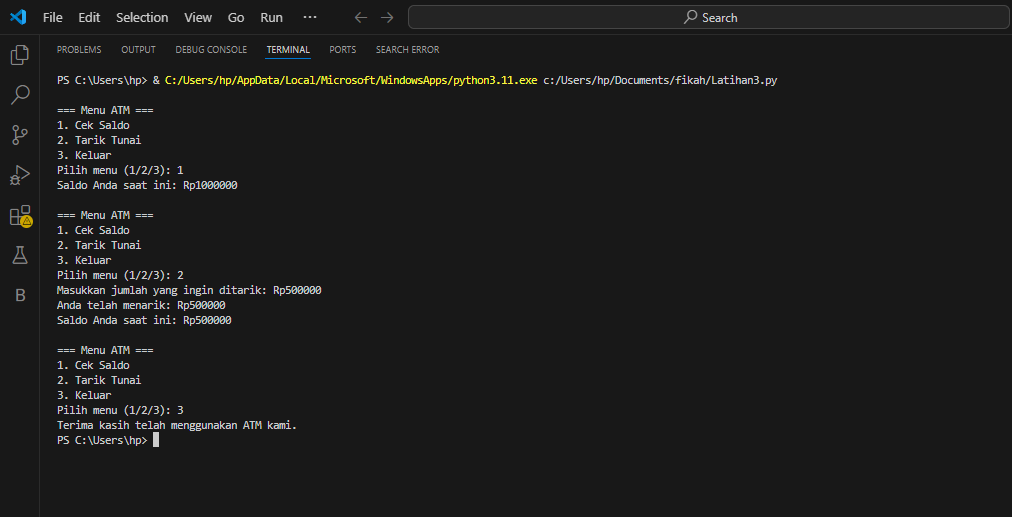 File Edit Selection View Go Run ··· Search
PROBLEMS OUTPUT DEBUG CONSOLE TERMINAL PORTS SEARCH ERROR
PS C:\Users\hp> & C:/Users/hp/AppData/Local/Microsoft/WindowsApps/python3.11.exe c:/Users/hp/Documents/fikah/Latihan3.py
=== Menu ATM ===
1. Cek Saldo
2. Tarik Tunai
3. Keluar
Pilih menu (1/2/3): 1
Saldo Anda saat ini: Rp1000000
=== Menu ATM ===
1. Cek Saldo
2. Tarik Tunai
3. Keluar
Pilih menu (1/2/3): 2
Masukkan jumlah yang ingin ditarik: Rp500000
Anda telah menarik: Rp500000
Saldo Anda saat ini: Rp500000
=== Menu ATM ===
1. Cek Saldo
2. Tarik Tunai
3. Keluar
Pilih menu (1/2/3): 3
Terima kasih telah menggunakan ATM kami.
PS C:\Users\hp>
B